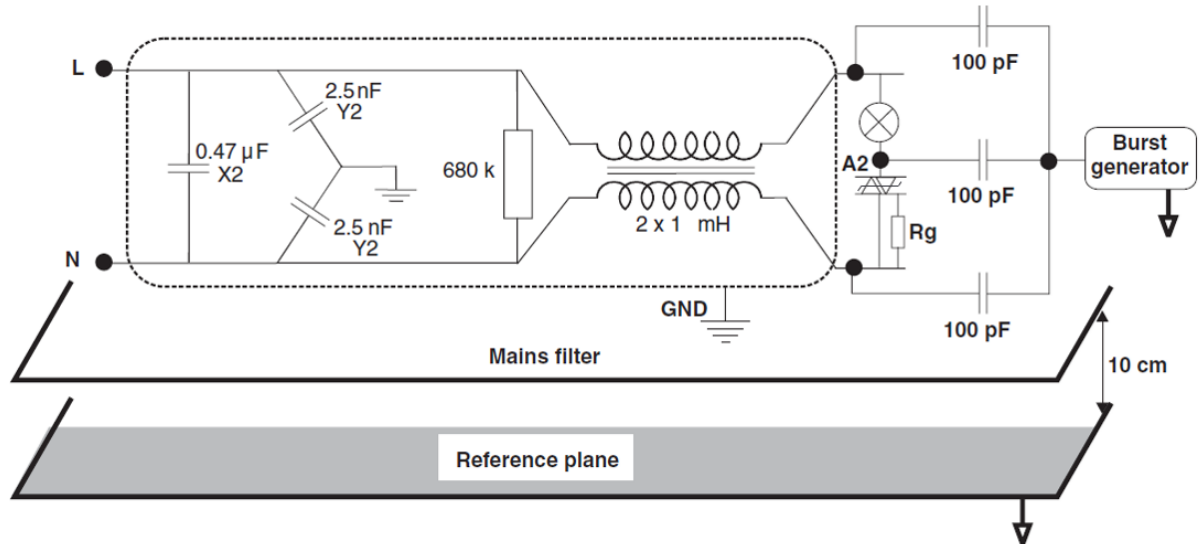 L
2.5 nF
Y2
0.47 µF
X2
680 k
2.5 nF
Y2
N
2 x 1 mH
100 pF
A2
100 pF
Rg
100 pF
Burst
generator
GND
Mains filter
10 cm
Reference plane